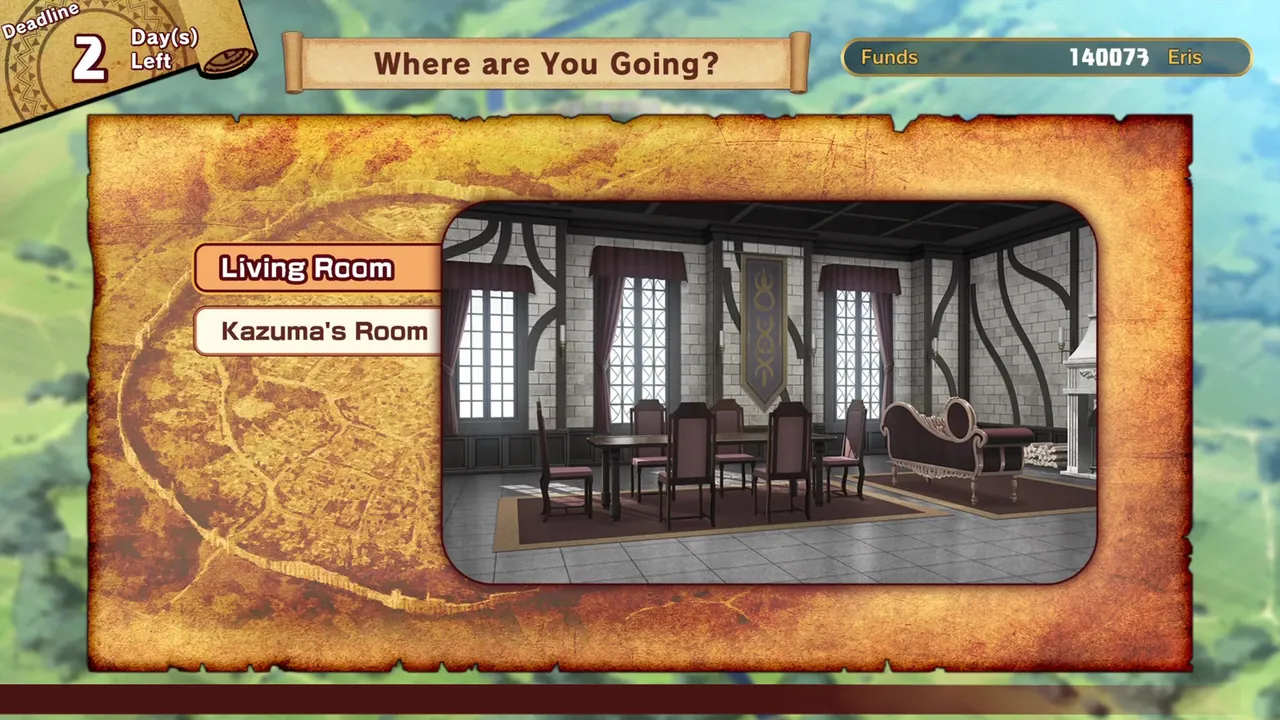 Deadline
2
Day(s)
Left
Where are You Going?
Funds 140073 Eris
Living Room
Kazuma's Room